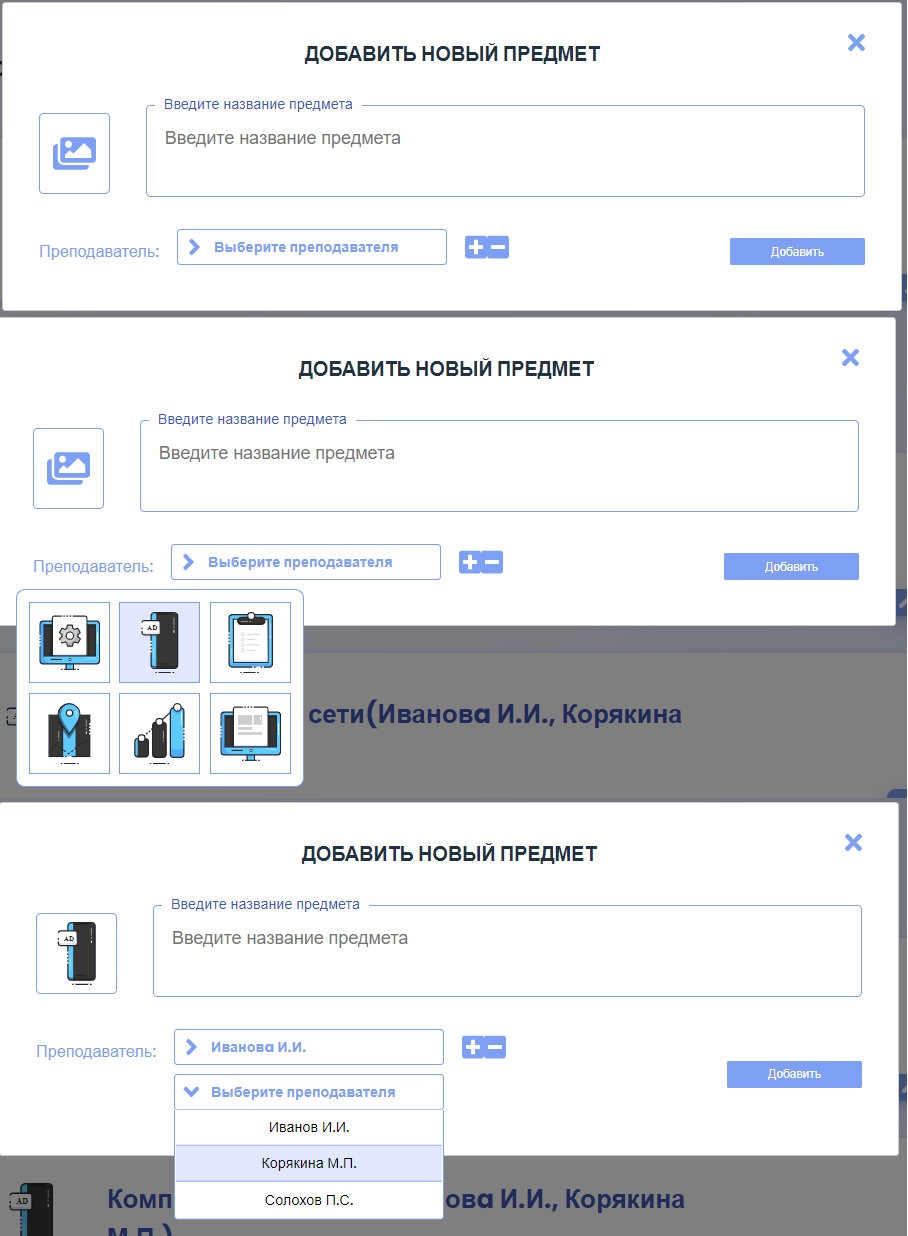 ДОБАВИТЬ НОВЫЙ ПРЕДМЕТ
Введите название предмета
Введите название предмета
Преподаватель:
Выберите преподавателя
Добавить
ДОБАВИТЬ НОВЫЙ ПРЕДМЕТ
Введите название предмета
Введите название предмета
Преподаватель:
Выберите преподавателя
Добавить
AD
сети(Иванова И.И., Корякина
ДОБАВИТЬ НОВЫЙ ПРЕДМЕТ
Введите название предмета
Введите название предмета
AD
Преподаватель:
Иванова И.И.
Добавить
Выберите преподавателя
Иванов И.И.
Корякина М.П.
Солохов П.С.
AD
Комп
ова И.И., Корякина
М.П.)